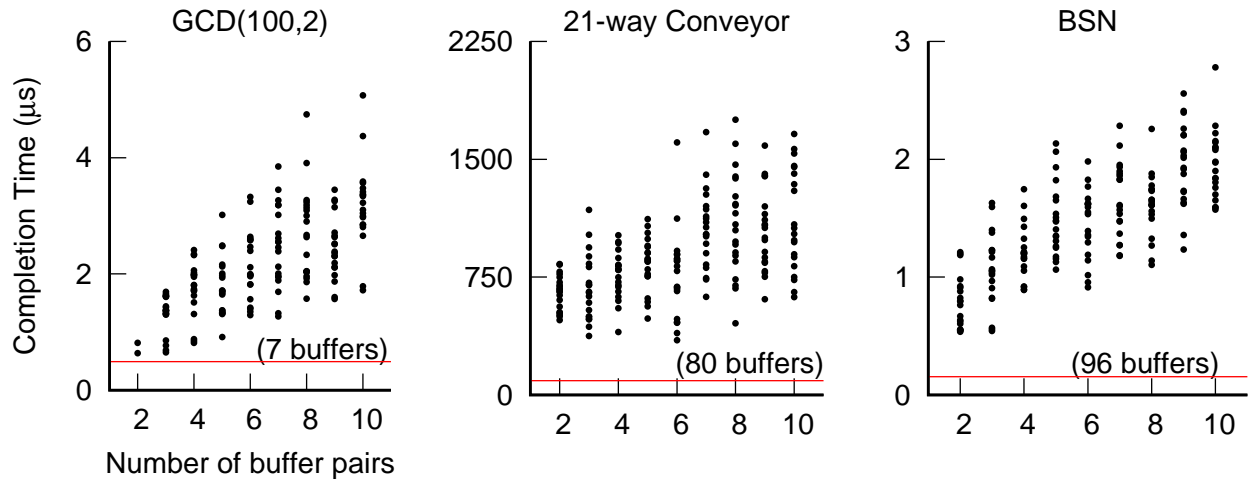 GCD(100,2)
21-way Conveyor
BSN
Completion Time (µs)
6
4
2
0
(7 buffers)
2 4 6 8 10
2250
1500
750
0
(80 buffers)
2 4 6 8 10
3
2
1
0
(96 buffers)
2 4 6 8 10
Number of buffer pairs